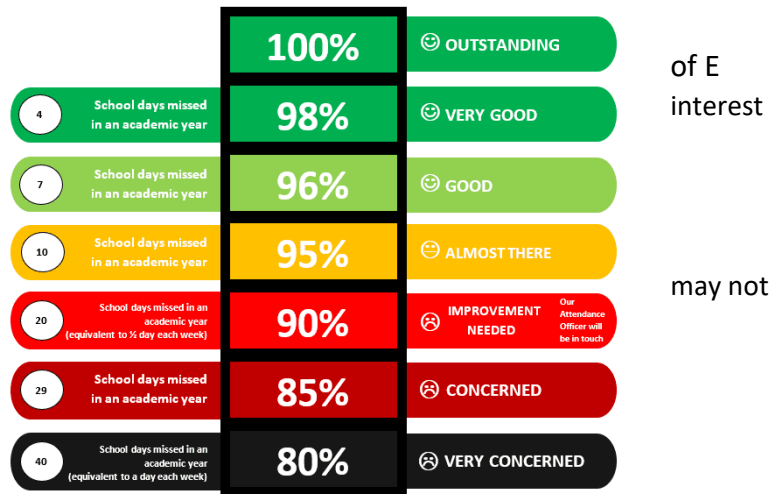 100%
OUTSTANDING
of E
interest
4
School days missed
in an academic year
98%
VERY GOOD
7
School days missed
in an academic year
96%
GOOD
10
School days missed
in an academic year
95%
ALMOST THERE
may not
20
School days missed in an
academic year
(equivalent to ½ day each week)
90%
IMPROVEMENT
NEEDED
Our
Attendance
Officer will
be in touch
29
School days missed
in an academic year
85%
CONCERNED
40
School days missed in an
academic year
(equivalent to a day each week)
80%
VERY CONCERNED